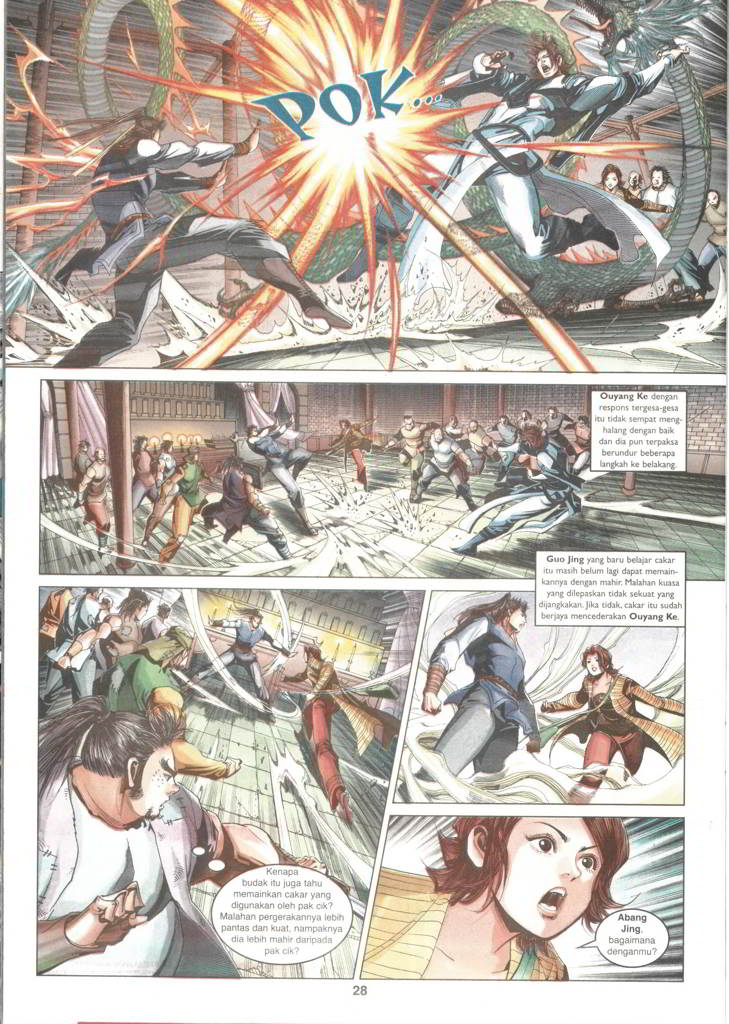 POK...
Ouyang Ke dengan
respons tergesa-gesa
itu tidak sempat meng-
halang dengan baik
dan dia pun terpaksa
berundur beberapa
langkah ke belakang.
Guo Jing yang baru belajar cakar
itu masih belum lagi dapat memain-
kannya dengan mahir. Malahan kuasa
yang dilepaskan tidak sekuat yang
dijangkakan. Jika tidak, cakar itu sudah
berjaya mencederakan Ouyang Ke.
Kenapa
budak itu juga tahu
memainkan cakar yang
digunakan oleh pak cik?
Malahan pergerakannya lebih
pantas dan kuat, nampaknya
dia lebih mahir daripada
pak cik?
Abang
Jing,
bagaimana
denganmu?
28